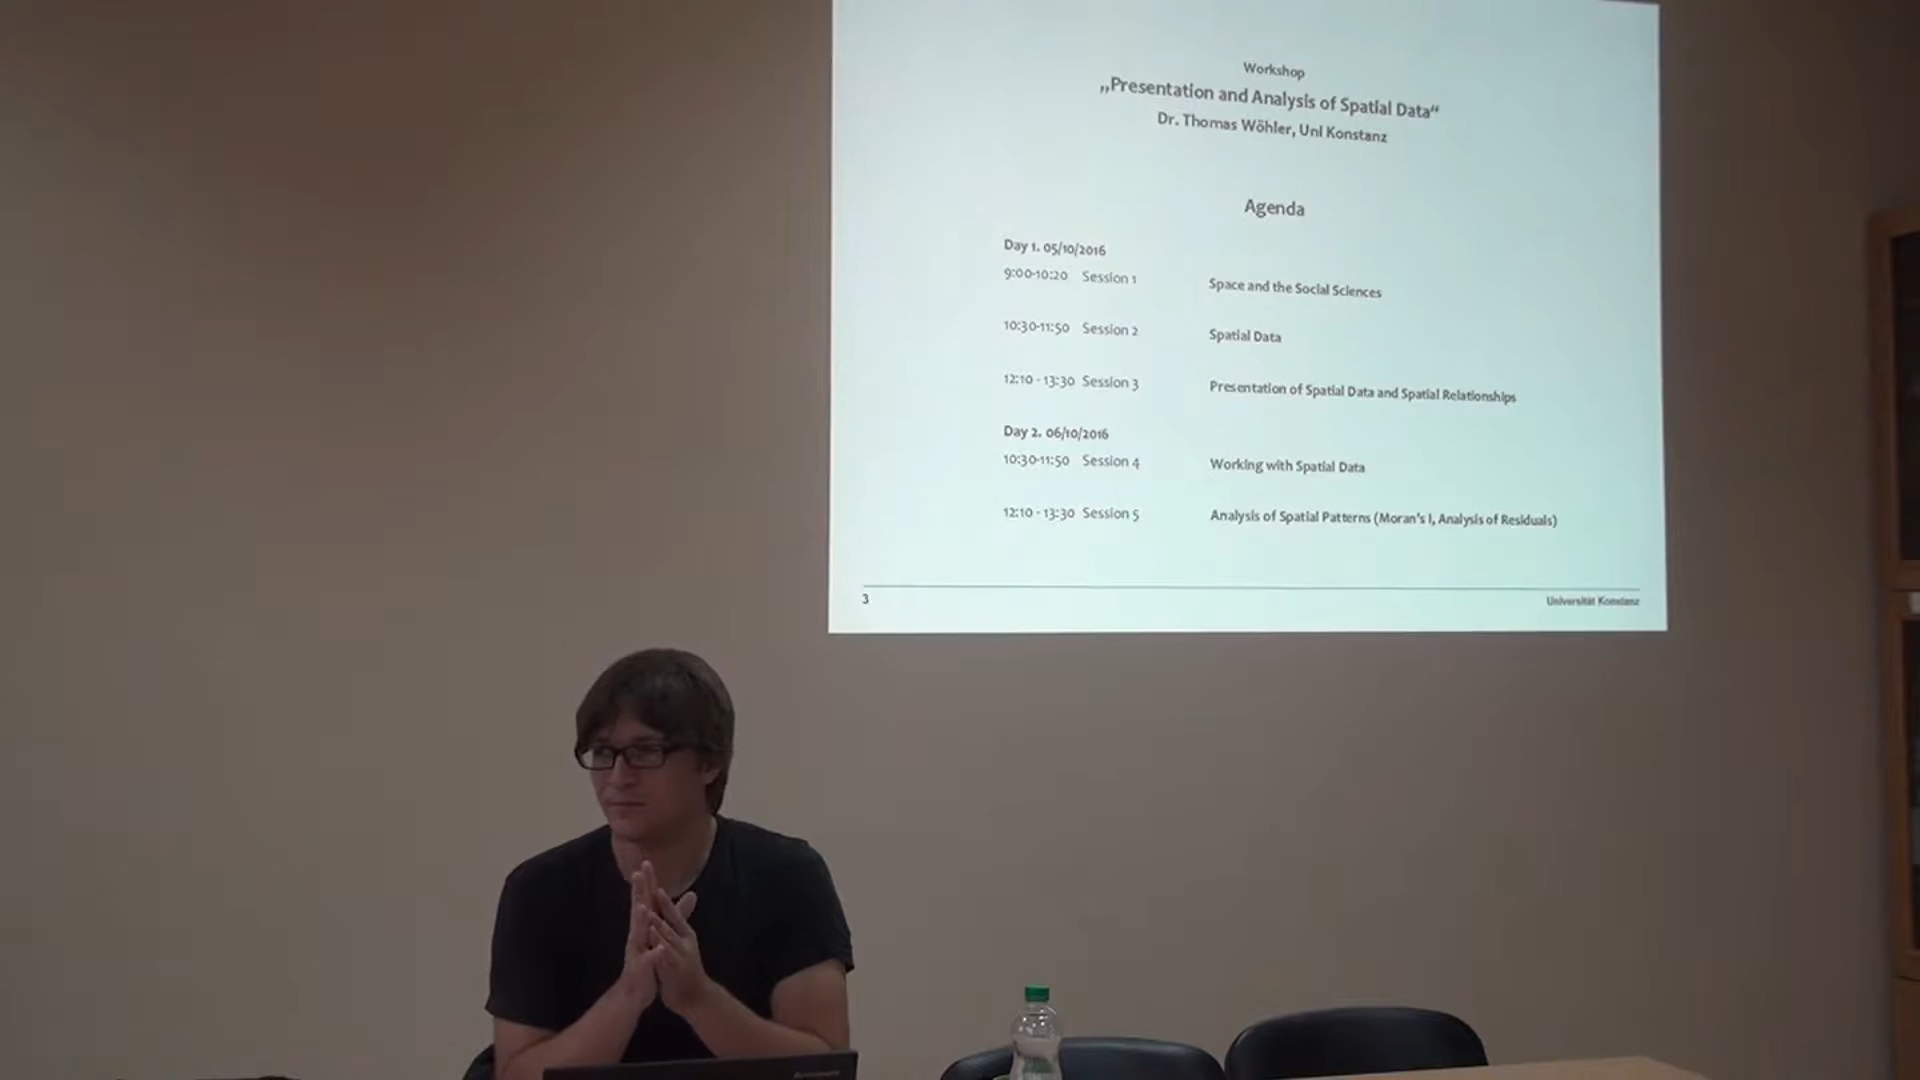 Workshop
„Presentation and Analysis of Spatial Data“
Dr. Thomas Wöhler, Uni Konstanz
Agenda
Day 1. 05/10/2016
9:00-10:20 Session 1 Space and the Social Sciences
10:30-11:50 Session 2 Spatial Data
12:10 - 13:30 Session 3 Presentation of Spatial Data and Spatial Relationships
Day 2. 06/10/2016
10:30-11:50 Session 4 Working with Spatial Data
12:10 - 13:30 Session 5 Analysis of Spatial Patterns (Moran's I, Analysis of Residuals)
3 Universität Konstanz